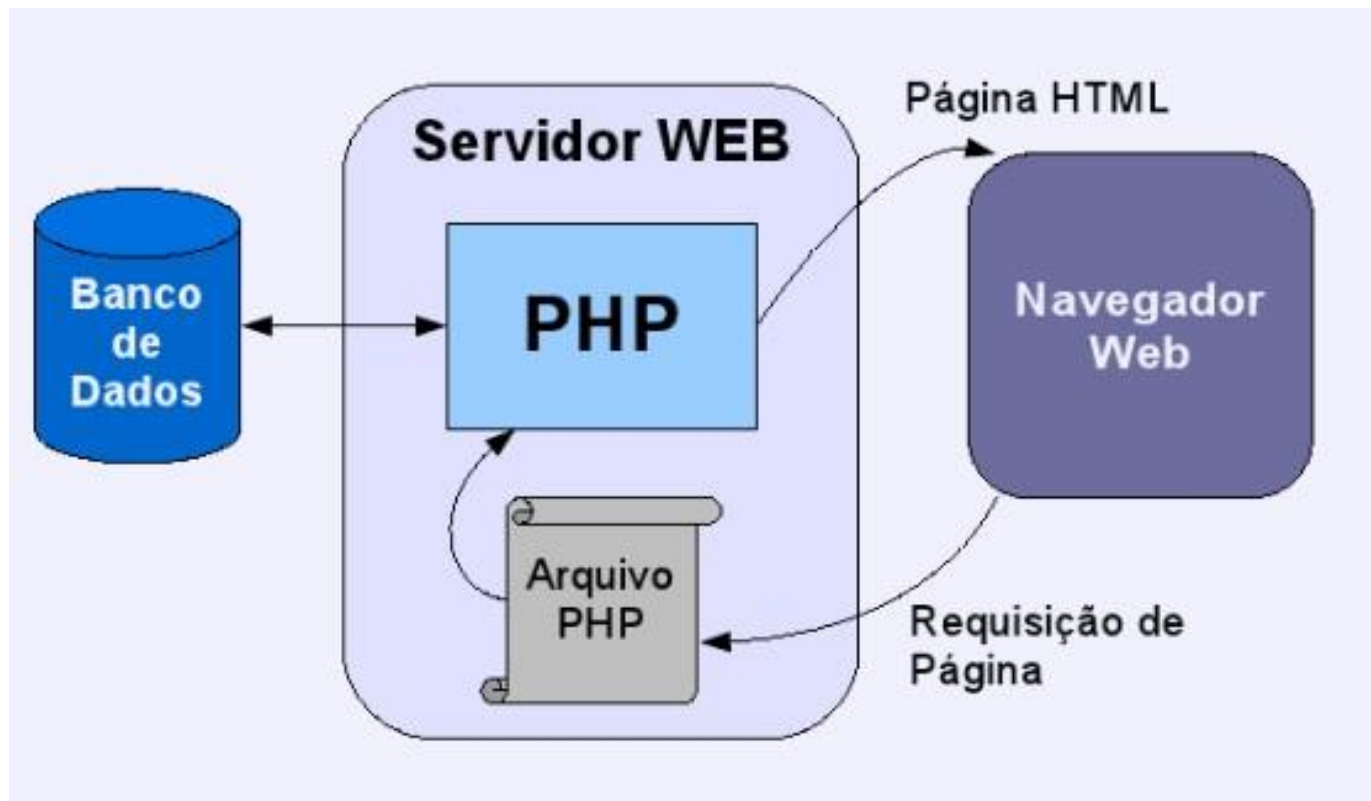 Página HTML
Servidor WEB
Banco
de
Dados
PHP
Navegador
Web
Arquivo
PHP
Requisição de
Página